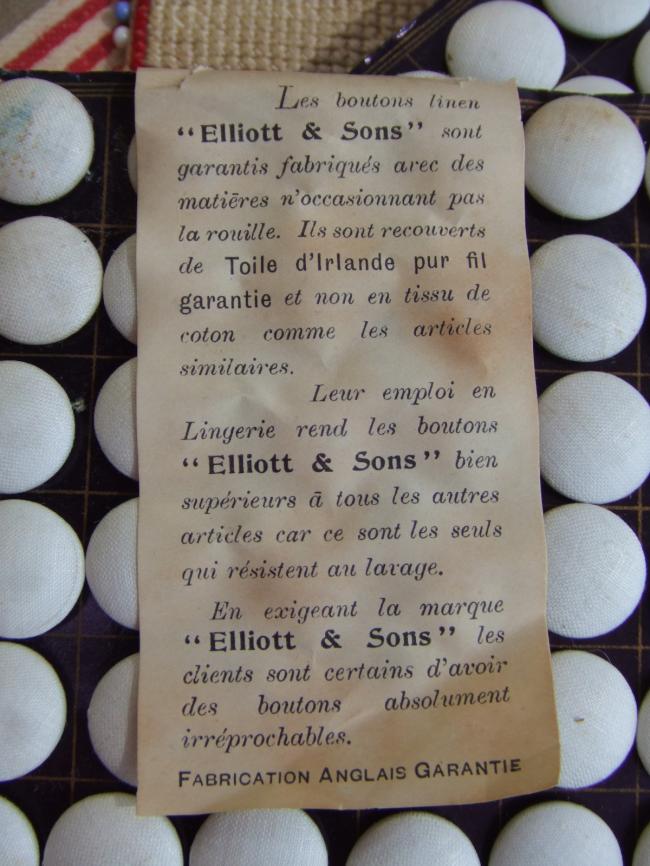 Les boutons linen
“Elliott & Sons” sont
garantis fabriqués avec des
matiēres n'occasionnant pas
la rouille. Ils sont recouverts
de Toile d'Irlande pur fil
garantie et non en tissu de
coton comme les articles
similaires.
Leur emploi en
Lingerie rend les boutons
“Elliott & Sons” bien
supérieurs ā tous les autres
articles car ce sont les seuls
qui résistent au lavage.
En exigeant la marque
“Elliott & Sons” les
clients sont certains d'avoir
des boutons absolument
irréprochables.
FABRICATION ANGLAIS GARANTIE